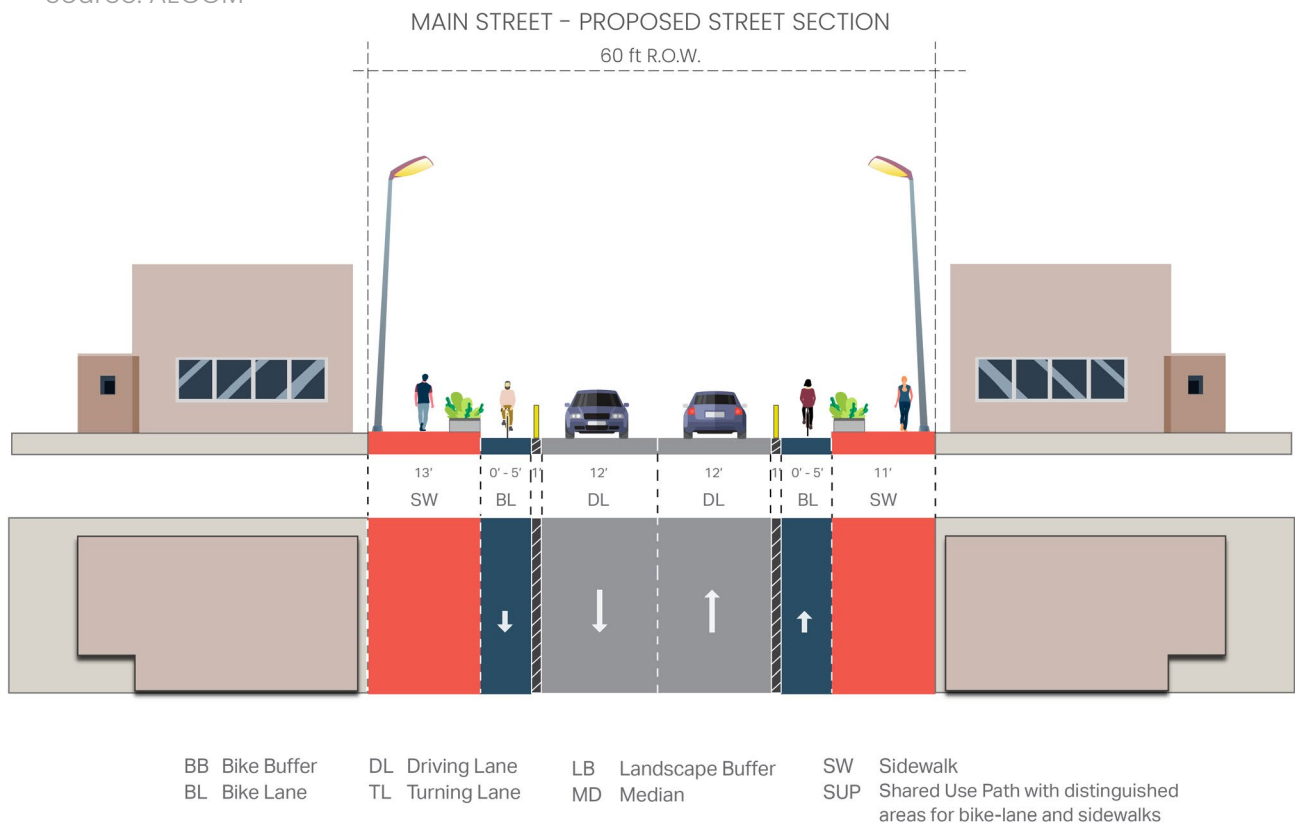 MAIN STREET - PROPOSED STREET SECTION
60 ft R.O.W.
13' 0' - 5' 1' 12' 12' 1' 0' - 5' 11'
SW BL DL DL BL SW
BB Bike Buffer DL Driving Lane LB Landscape Buffer SW Sidewalk
BL Bike Lane TL Turning Lane MD Median SUP Shared Use Path with distinguished
areas for bike-lane and sidewalks